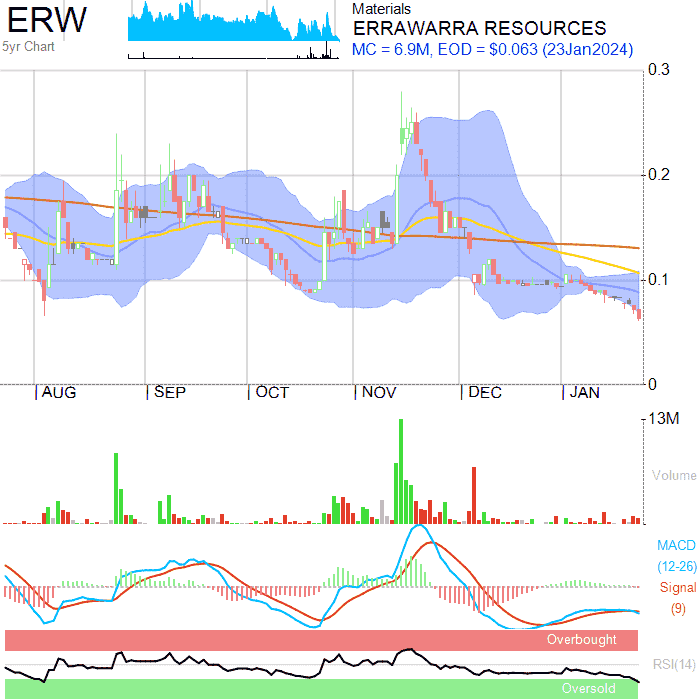 ERW
5yr Chart
Materials
ERRAWARRA RESOURCES
MC = 6.9M, EOD = $0.063 (23Jan2024)
0.3
0.2
0.1
0
AUG SEP OCT NOV DEC JAN
13M
Volume
MACD
(12-26)
Signal
(9)
Overbought
RSI(14)
Oversold